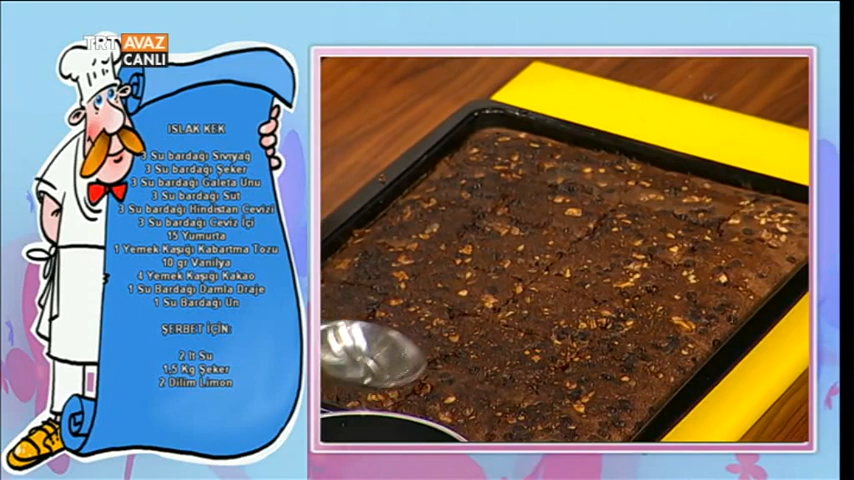 TRT AVAZ
CANLI
ISLAK KEK
3 Su bardağı Sıvıyağ
3 Su bardağı Şeker
3 Su bardağı Galeta Unu
3 Su bardağı Süt
3 Su bardağı Hindistan Cevizi
3 Su bardağı Ceviz İçi
15 Yumurta
1 Yemek Kaşığı Kabartma Tozu
10 gr Vanilya
4 Yemek Kaşığı Kakao
1 Su Bardağı Damla Draje
1 Su Bardağı Un
ŞERBET İÇİN:
2 lt Su
1,5 Kg Şeker
2 Dilim Limon